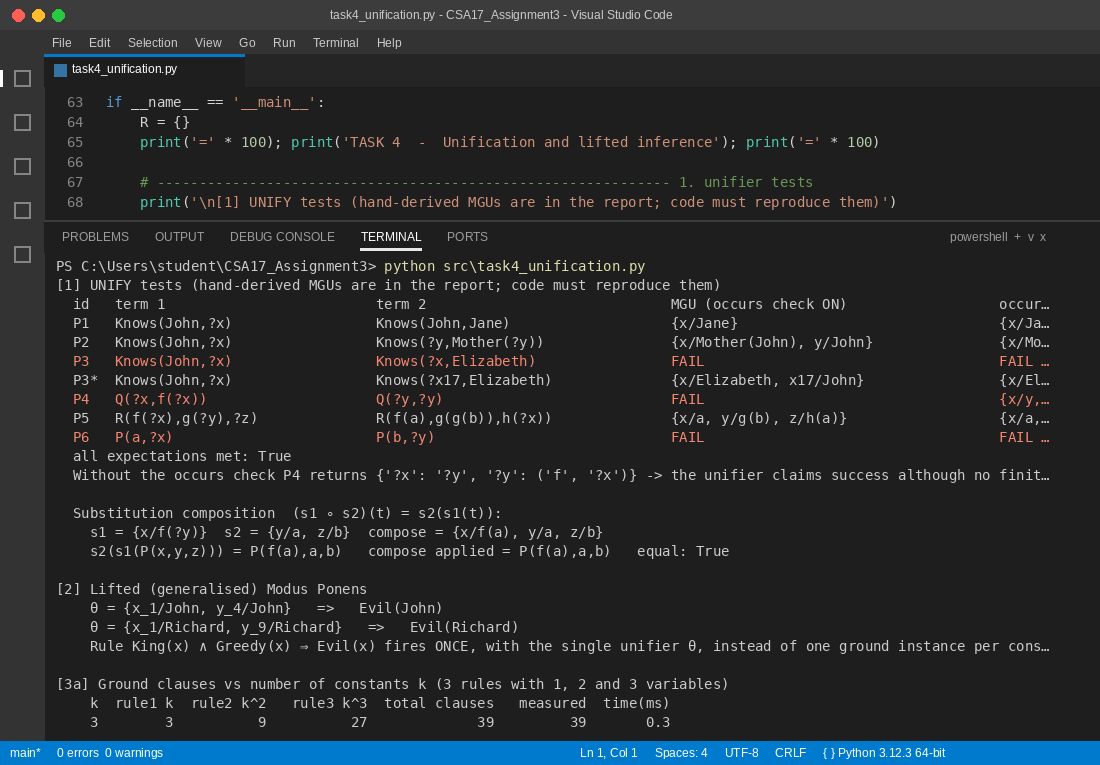 task4_unification.py - CSA17_Assignment3 - Visual Studio Code
File Edit Selection View Go Run Terminal Help
task4_unification.py
63 if __name__ == '__main__':
64     R = {}
65     print('=' * 100); print('TASK 4  -  Unification and lifted inference'); print('=' * 100)
66
67     # -------------------------------------------------------------- 1. unifier tests
68     print('\n[1] UNIFY tests (hand-derived MGUs are in the report; code must reproduce them)')
PROBLEMS OUTPUT DEBUG CONSOLE TERMINAL PORTS powershell + v x
PS C:\Users\student\CSA17_Assignment3> python src\task4_unification.py
[1] UNIFY tests (hand-derived MGUs are in the report; code must reproduce them)
  id   term 1                         term 2                             MGU (occurs check ON)                  occur…
  P1   Knows(John,?x)                 Knows(John,Jane)                   {x/Jane}                               {x/Ja…
  P2   Knows(John,?x)                 Knows(?y,Mother(?y))               {x/Mother(John), y/John}               {x/Mo…
  P3   Knows(John,?x)                 Knows(?x,Elizabeth)                FAIL                                   FAIL …
  P3*  Knows(John,?x)                 Knows(?x17,Elizabeth)              {x/Elizabeth, x17/John}                {x/El…
  P4   Q(?x,f(?x))                    Q(?y,?y)                           FAIL                                   {x/y,…
  P5   R(f(?x),g(?y),?z)              R(f(a),g(g(b)),h(?x))              {x/a, y/g(b), z/h(a)}                  {x/a,…
  P6   P(a,?x)                        P(b,?y)                            FAIL                                   FAIL …
  all expectations met: True
  Without the occurs check P4 returns {'?x': '?y', '?y': ('f', '?x')} -> the unifier claims success although no finit…
  Substitution composition  (s1 ∘ s2)(t) = s2(s1(t)):
    s1 = {x/f(?y)}  s2 = {y/a, z/b}  compose = {x/f(a), y/a, z/b}
    s2(s1(P(x,y,z))) = P(f(a),a,b)   compose applied = P(f(a),a,b)   equal: True
[2] Lifted (generalised) Modus Ponens
    θ = {x_1/John, y_4/John}   =>   Evil(John)
    θ = {x_1/Richard, y_9/Richard}   =>   Evil(Richard)
    Rule King(x) ∧ Greedy(x) ⇒ Evil(x) fires ONCE, with the single unifier θ, instead of one ground instance per cons…
[3a] Ground clauses vs number of constants k (3 rules with 1, 2 and 3 variables)
    k  rule1 k  rule2 k^2   rule3 k^3  total clauses   measured  time(ms)
    3        3          9          27             39         39       0.3
main* 0 errors 0 warnings Ln 1, Col 1 Spaces: 4 UTF-8 CRLF { } Python 3.12.3 64-bit